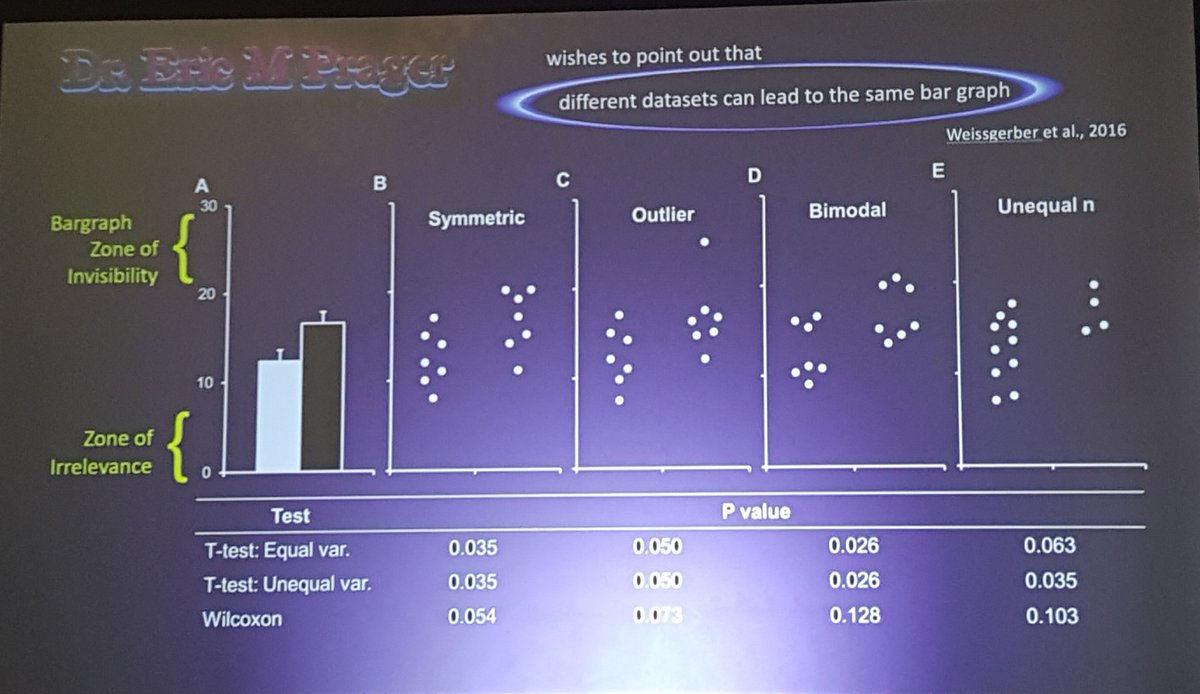 Dr. Eric M Prager
wishes to point out that
different datasets can lead to the same bar graph
Weissgerber et al., 2016
A
B
C
D
E
Bargraph
Zone of
Invisibility
30
20
10
0
Symmetric
Outlier
Bimodal
Unequal n
Zone of
Irrelevance
Test
P value
T-test: Equal var.
0.035
0.050
0.026
0.063
T-test: Unequal var.
0.035
0.050
0.026
0.035
Wilcoxon
0.054
0.073
0.128
0.103